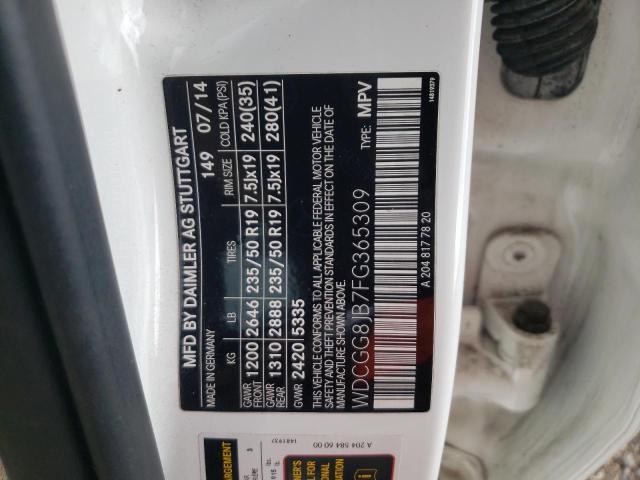 MFD BY DAIMLER AG STUTTGART
MADE IN GERMANY 149 07/14
KG LB TIRES RIM SIZE COLD KPA (PSI)
GAWR FRONT 1200 2646 235/50 R19 7.5Jx19 240(35)
GAWR REAR 1310 2888 235/50 R19 7.5Jx19 280(41)
GVWR 2420 5335
THIS VEHICLE CONFORMS TO ALL APPLICABLE FEDERAL MOTOR VEHICLE
SAFETY AND THEFT PREVENTION STANDARDS IN EFFECT ON THE DATE OF
MANUFACTURE SHOWN ABOVE.
WDCGG8JB7FG365309 TYPE: MPV
A 204 817 78 20
14819379
1481937
A 204 584 60 00